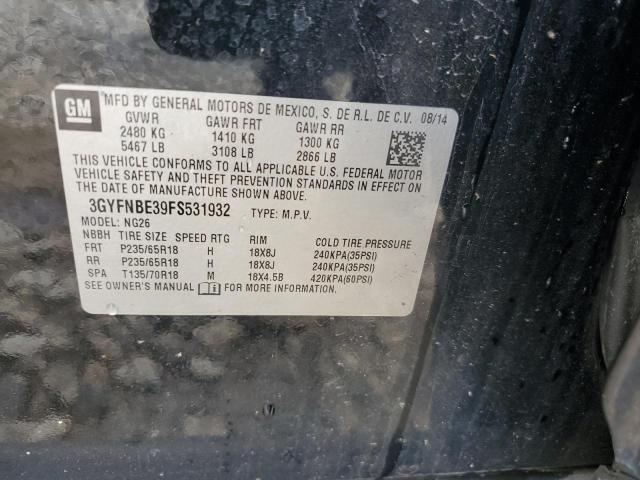 GM MFD BY GENERAL MOTORS DE MEXICO, S. DE R.L. DE C.V. 08/14
GVWR GAWR FRT GAWR RR
2480 KG 1410 KG 1300 KG
5467 LB 3108 LB 2866 LB
THIS VEHICLE CONFORMS TO ALL APPLICABLE U.S. FEDERAL MOTOR
VEHICLE SAFETY AND THEFT PREVENTION STANDARDS IN EFFECT ON
THE DATE OF MANUFACTURE SHOWN ABOVE.
3GYFNBE39FS531932 TYPE: M.P.V.
MODEL: NG26
NBBH TIRE SIZE SPEED RTG RIM COLD TIRE PRESSURE
FRT P235/65R18 H 18X8J 240KPA(35PSI)
RR P235/65R18 H 18X8J 240KPA(35PSI)
SPA T135/70R18 M 18X4.5B 420KPA(60PSI)
SEE OWNER'S MANUAL FOR MORE INFORMATION.